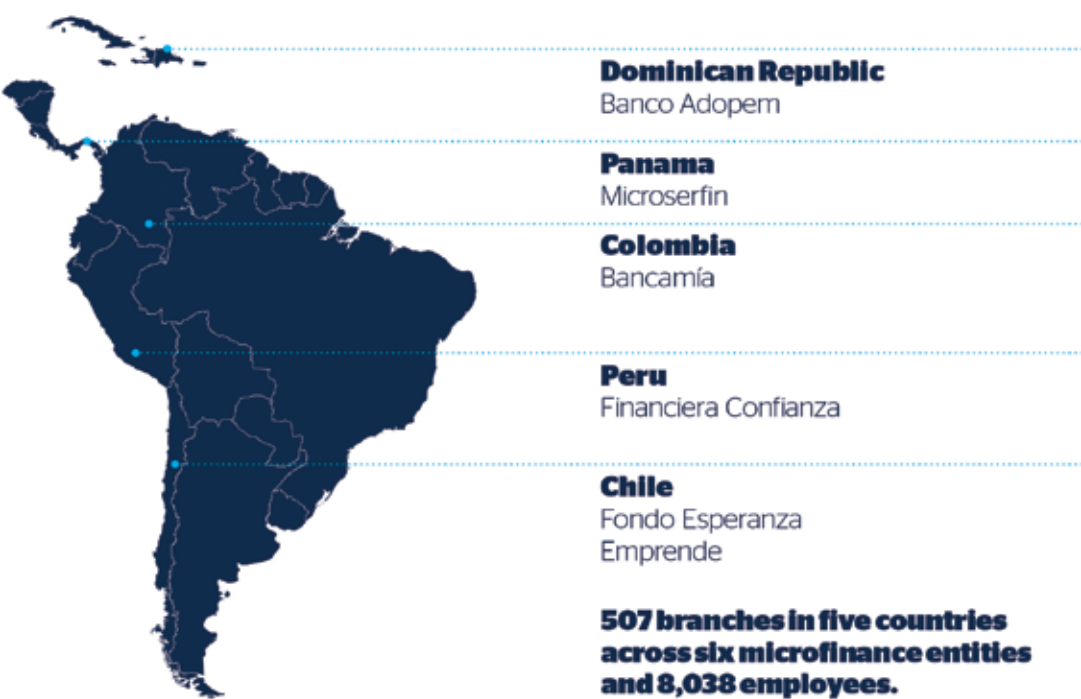 Dominican Republic
Banco Adopem
Panama
Microserfin
Colombia
Bancamía
Peru
Financiera Confianza
Chile
Fondo Esperanza
Emprende
507 branches in five countries
across six microfinance entities
and 8,038 employees.